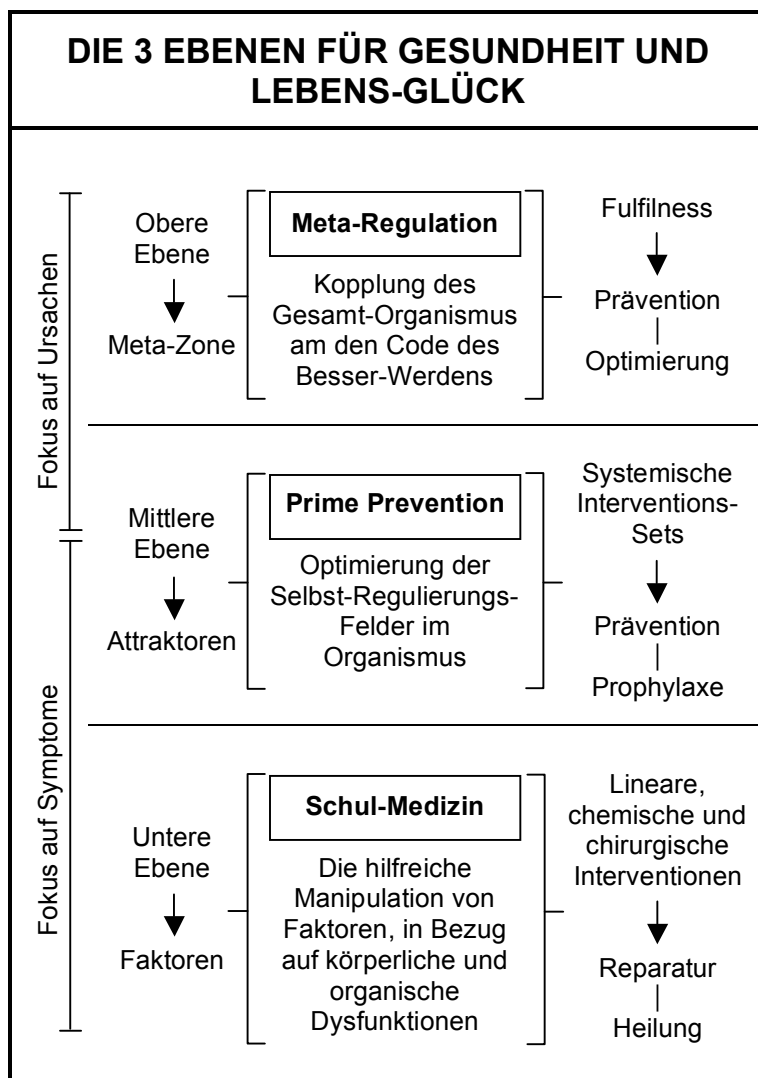 DIE 3 EBENEN FÜR GESUNDHEIT UND
LEBENS-GLÜCK
Fokus auf Ursachen
Obere
Ebene
Meta-Zone
Meta-Regulation
Kopplung des
Gesamt-Organismus
am den Code des
Besser-Werdens
Fulfilness
Prävention
Optimierung
Mittlere
Ebene
Attraktoren
Prime Prevention
Optimierung der
Selbst-Regulierungs-
Felder im
Organismus
Systemische
Interventions-
Sets
Prävention
Prophylaxe
Fokus auf Symptome
Untere
Ebene
Faktoren
Schul-Medizin
Die hilfreiche
Manipulation von
Faktoren, in Bezug
auf körperliche und
organische
Dysfunktionen
Lineare,
chemische und
chirurgische
Interventionen
Reparatur
Heilung